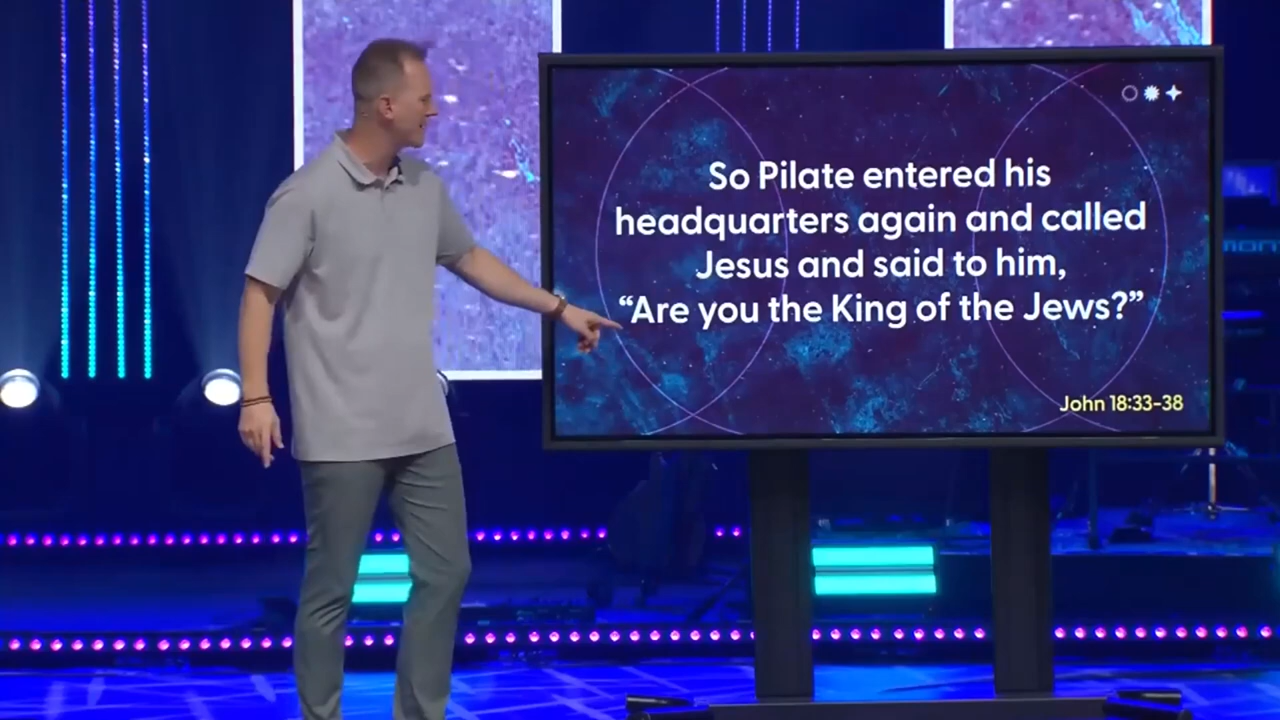 So Pilate entered his
headquarters again and called
Jesus and said to him,
“Are you the King of the Jews?”
John 18:33-38